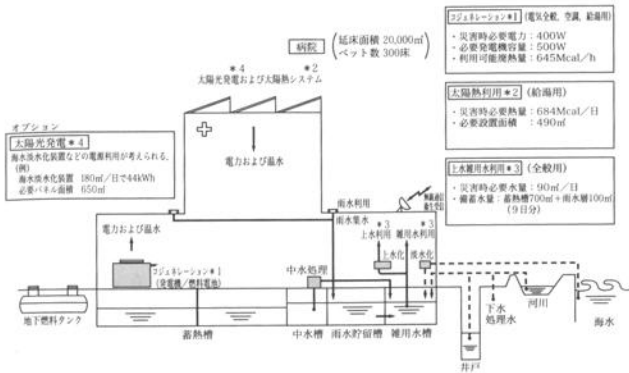 病院
延床面積 20,000㎡
ベット数 300床
*4
*2
太陽光発電および太陽熱システム
コジェネレーション*1 (電気全般, 空調, 給湯用)
・災害時必要電力：400W
・必要発電機容量：500W
・利用可能廃熱量：645Mcal/h
太陽熱利用*2 (給湯用)
・災害時必要熱量：684Mcal/日
・必要設置面積 ：490㎡
上水雑用水利用*3 (全般用)
・災害時必要水量：90㎥/日
・備蓄水量：蓄熱槽700㎥＋雨水層100㎥
(9日分)
オプション
太陽光発電*4
海水淡水化装置などの電源利用が考えられる。
(例)
海水淡水化装置 180㎥/日で44kWh
必要パネル面積 650㎡
電力および温水
雨水利用
雨水集水
*3
上水利用
*3
雑用水利用
電力および温水
上水化
淡水化
コジェネレーション*1
(発電機/燃料電池)
中水処理
地下燃料タンク
蓄熱槽
中水槽
雨水貯留槽
雑用水槽
井戸
下水
処理水
河川
海水